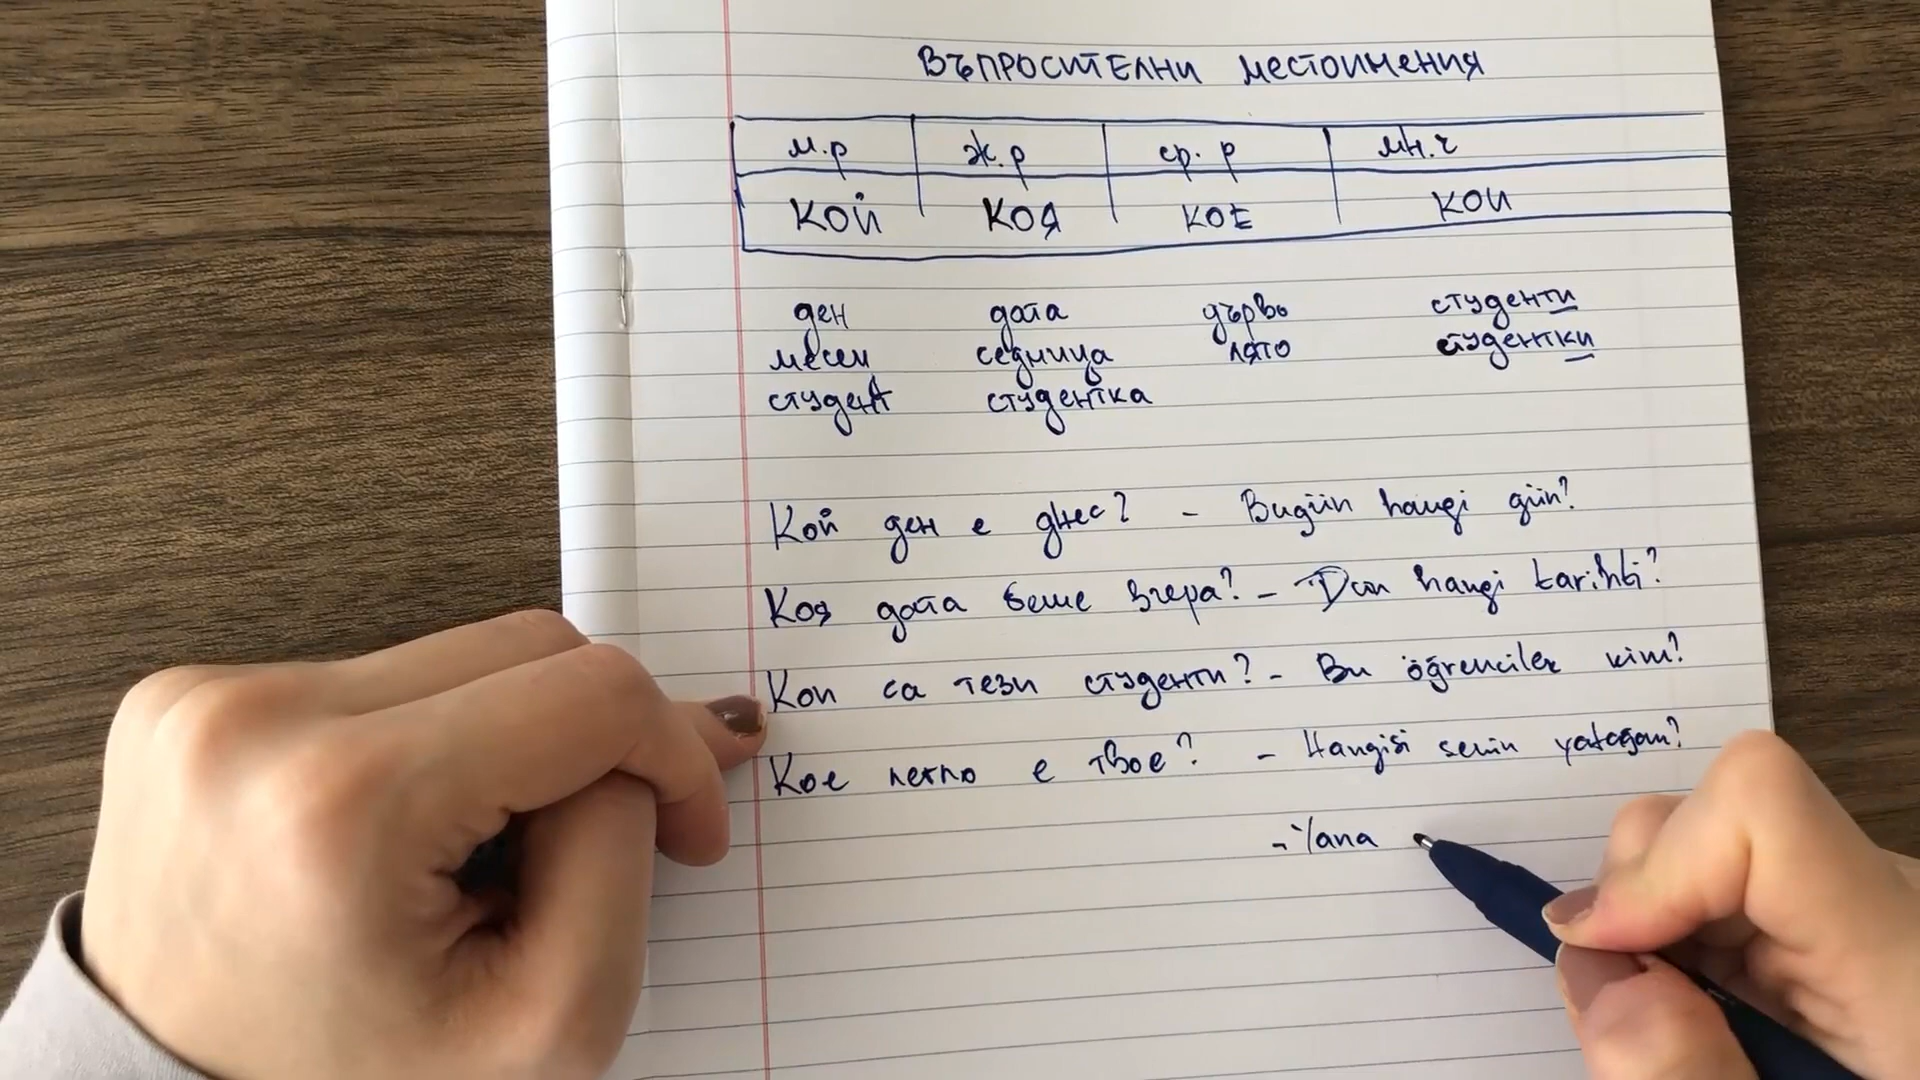 ВЪПРОСИТЕЛНИ местоимения
м.р ж.р ср. р мн.ч
КОЙ КОЯ КОЕ КОИ
ден дата дърво студенти
месец седмица лято студентки
студент студентка
Кой ден е днес? - Bugün hangi gün?
Коя дата беше вчера? - Dün hangi tarihti?
Кои са тези студенти? - Bu öğrenciler kim?
Кое легло е твое? - Hangisi senin yatağın?
- Yana